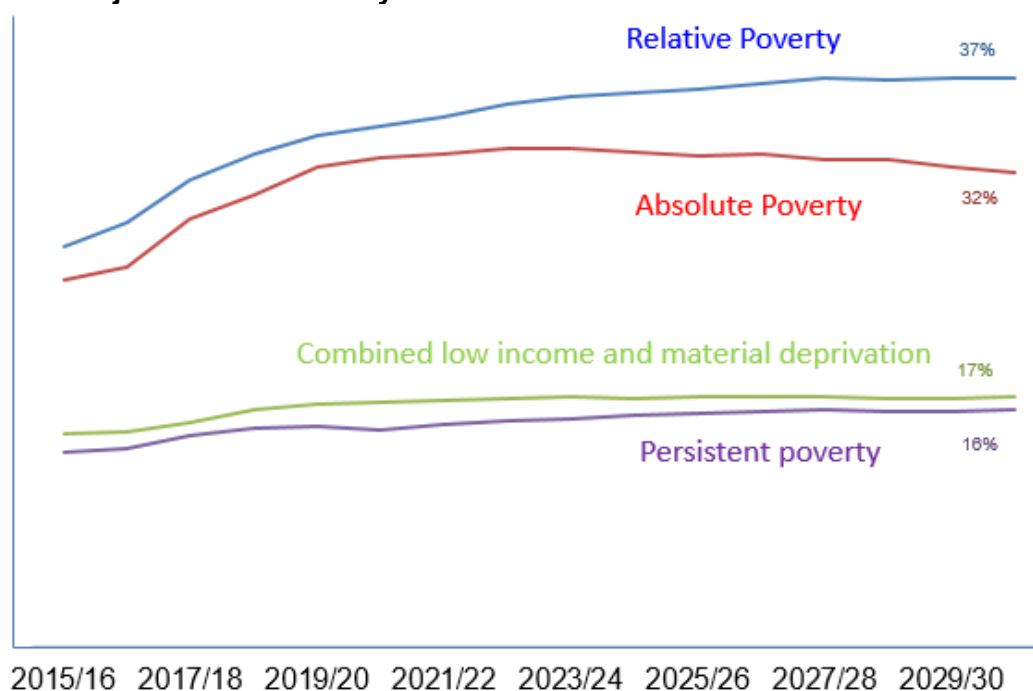 Relative Poverty
37%
Absolute Poverty
32%
Combined low income and material deprivation
17%
Persistent poverty
16%
2015/16 2017/18 2019/20 2021/22 2023/24 2025/26 2027/28 2029/30